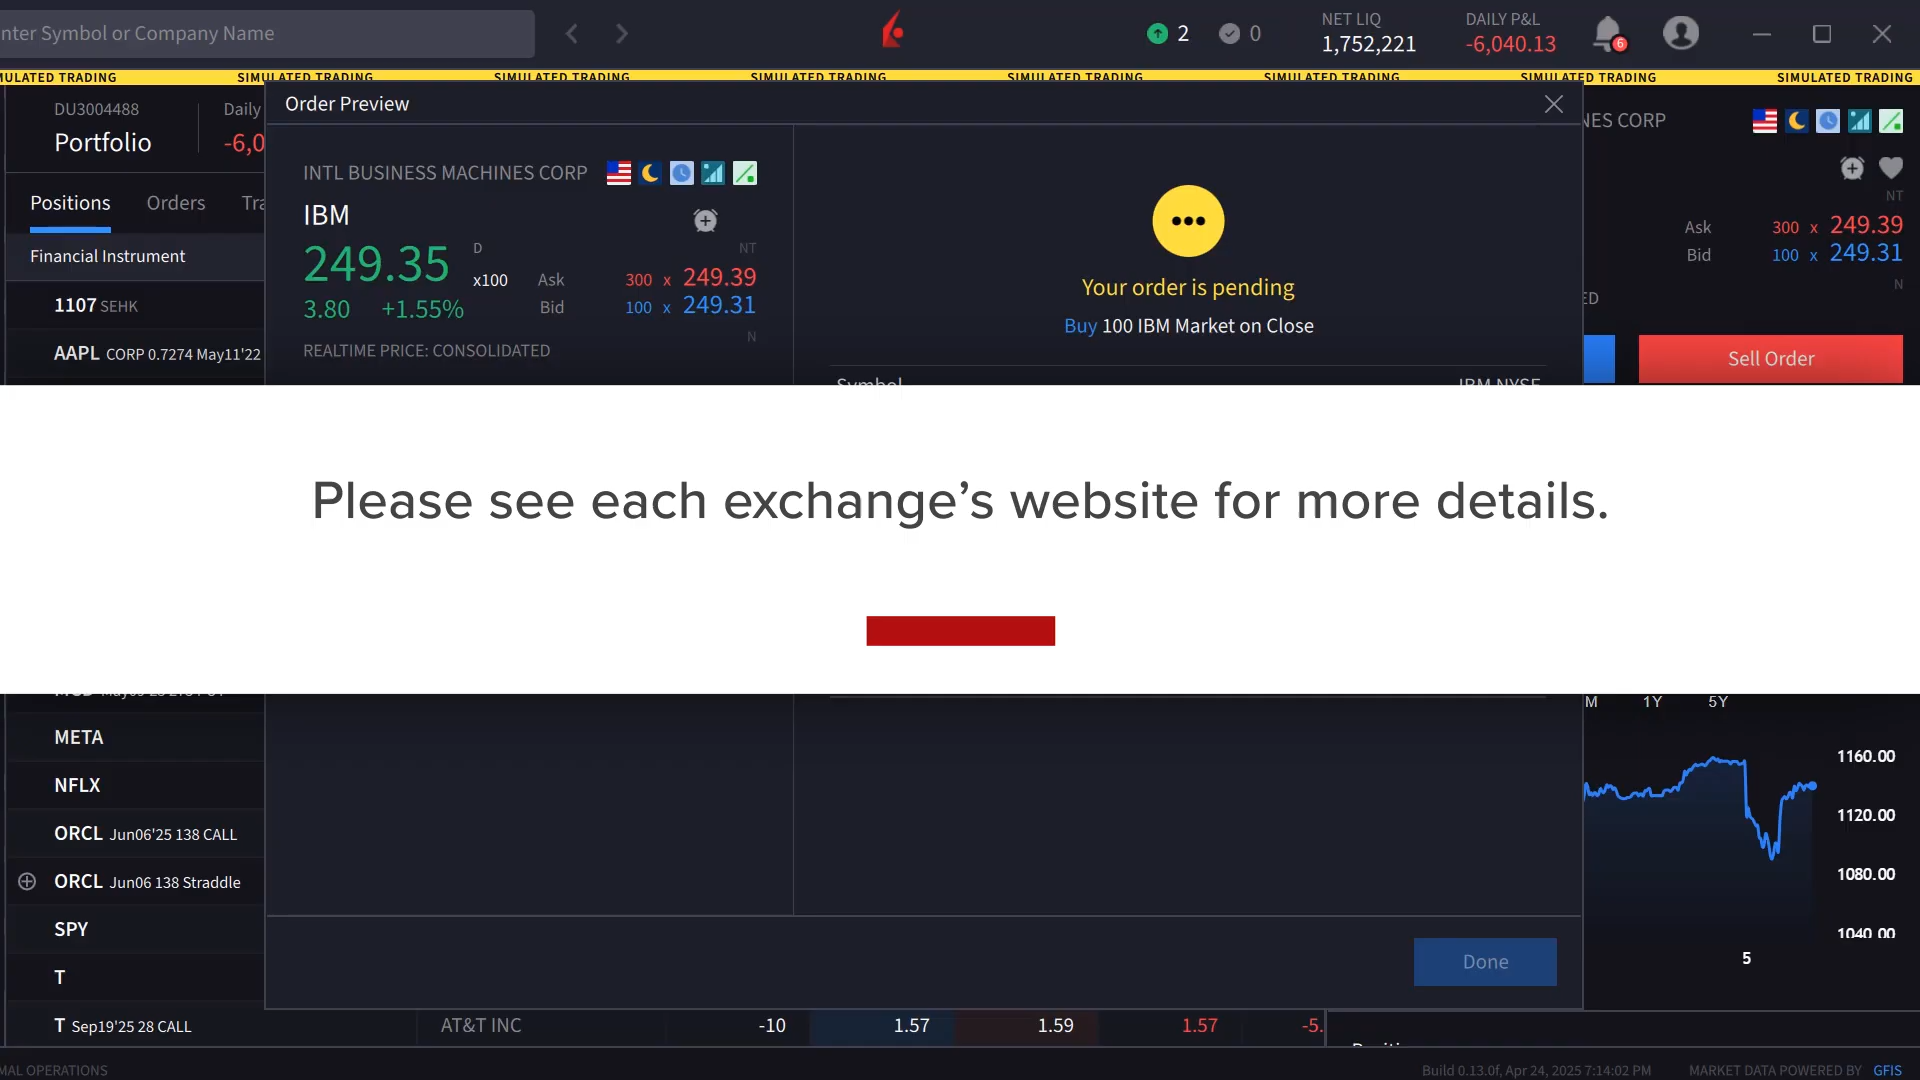 nter Symbol or Company Name
2
0
NET LIQ
1,752,221
DAILY P&L
-6,040.13
6
ULATED TRADING SIMULATED TRADING SIMULATED TRADING SIMULATED TRADING SIMULATED TRADING SIMULATED TRADING SIMULATED TRADING SIMULATED TRADING
DU3004488
Portfolio
Daily
-6,0
Positions
Orders
Tra
Financial Instrument
1107 SEHK
AAPL CORP 0.7274 May11'22
Order Preview
INTL BUSINESS MACHINES CORP
IBM
249.35
D
x100
NT
Ask 300 x 249.39
3.80 +1.55%
Bid 100 x 249.31
N
REALTIME PRICE: CONSOLIDATED
Your order is pending
Buy 100 IBM Market on Close
Symbol
IBM NYSE
NES CORP
NT
Ask 300 x 249.39
Bid 100 x 249.31
N
ED
Sell Order
Please see each exchange’s website for more details.
META
NFLX
ORCL Jun06'25 138 CALL
ORCL Jun06 138 Straddle
SPY
T
T Sep19'25 28 CALL
AT&T INC
-10
1.57
1.59
1.57
-5.
Done
M
1Y
5Y
1160.00
1120.00
1080.00
1040.00
5
MAL OPERATIONS
Build 0.13.0f, Apr 24, 2025 7:14:02 PM
MARKET DATA POWERED BY GFIS